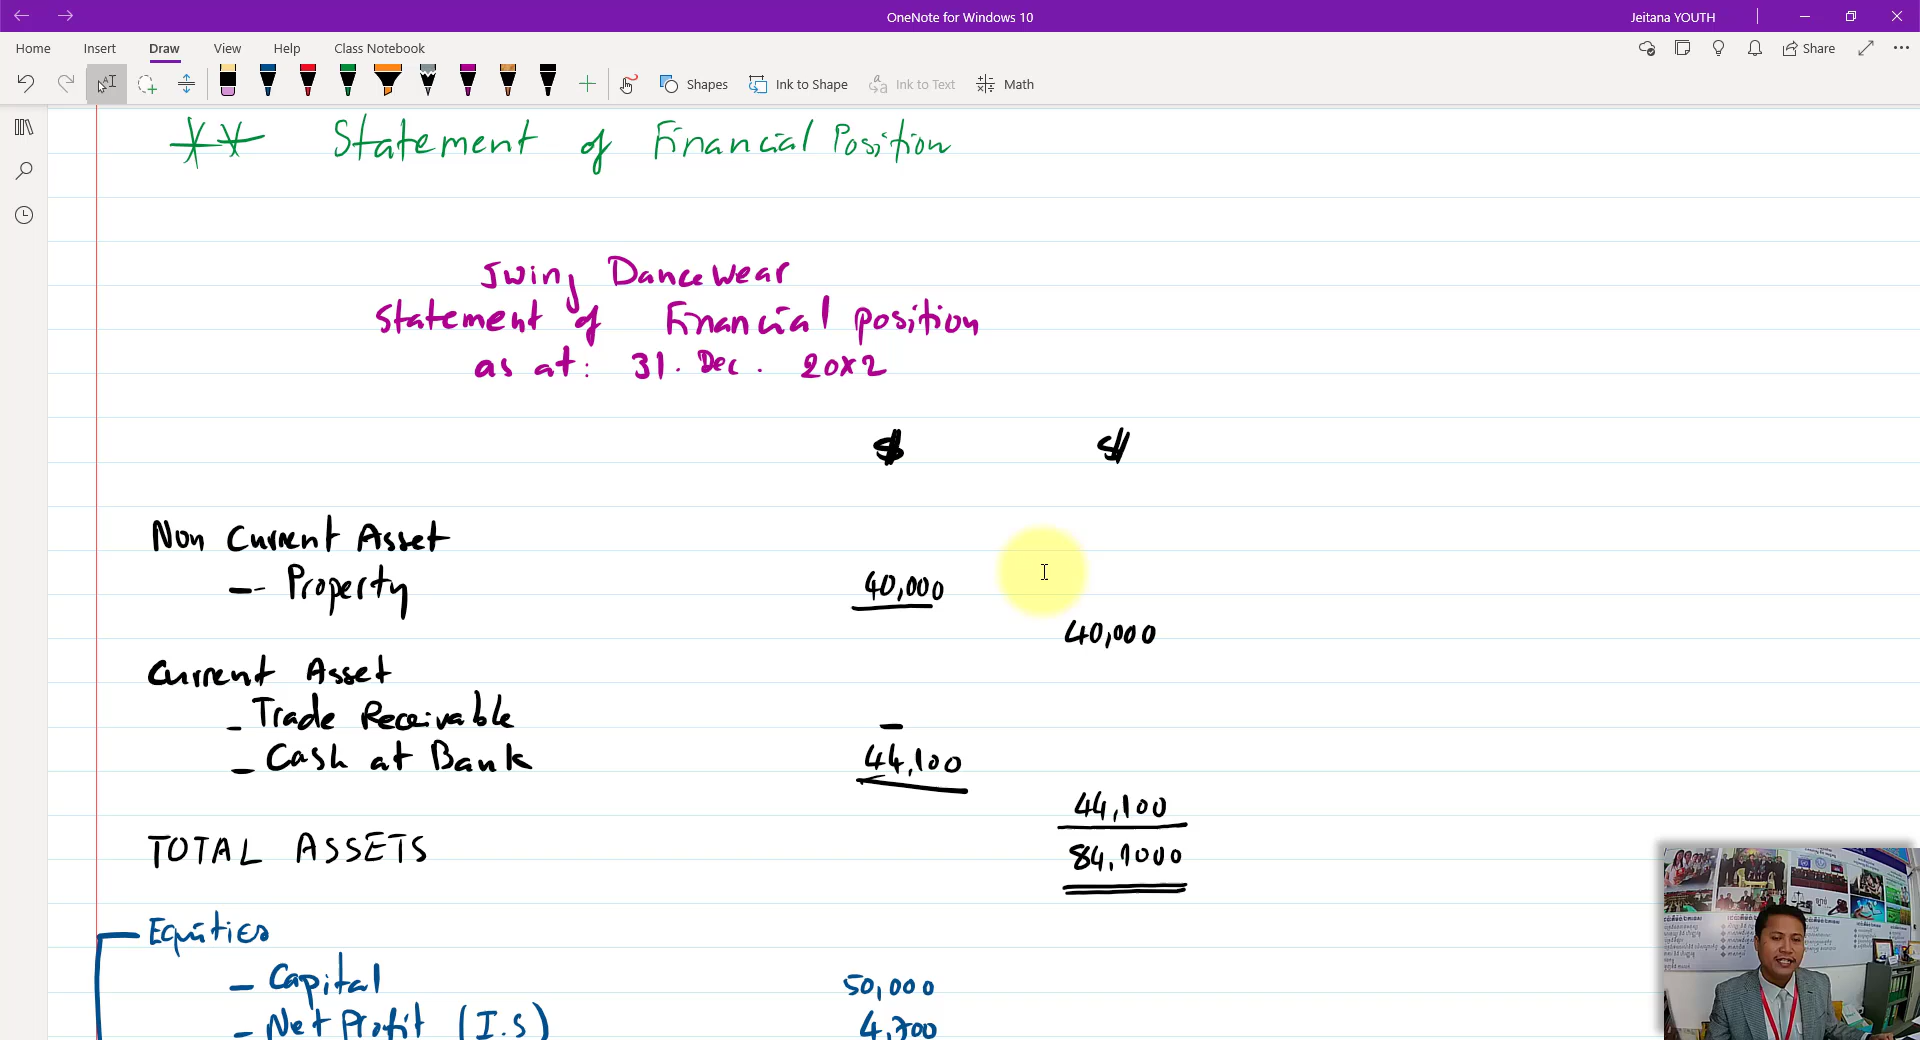 OneNote for Windows 10
Jeitana YOUTH
Home Insert Draw View Help Class Notebook
Share
Shapes Ink to Shape Ink to Text Math
Statement of Financial Position
Swing DanceWear
Statement of Financial position
as at: 31. Dec. 20x2
$ $
Non Current Asset
-- Property 40,000
40,000
Current Asset
- Trade Receivable -
- Cash at Bank 44,100
44,100
TOTAL ASSETS 84,1000
Equities
- Capital 50,000
- Net Profit (I.S) 4,700